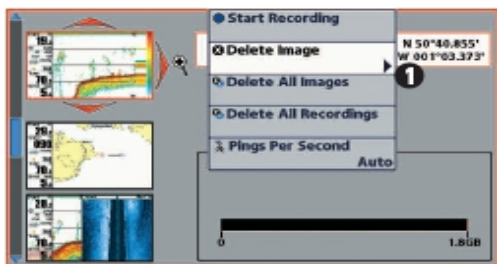 Start Recording
Delete Image
Delete All Images
Delete All Recordings
Pings Per Second
Auto
N 50°40.855'
W 001°03.373"
1
0
1.8GB